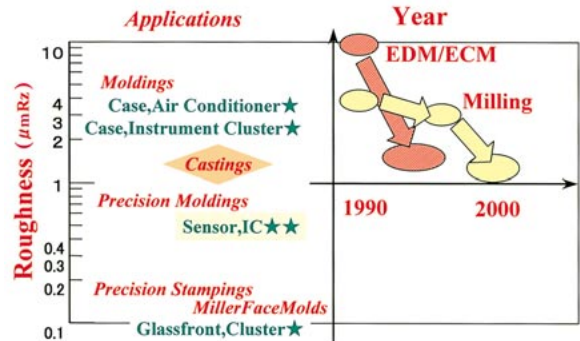 Applications
Year
10
EDM/ECM
Moldings
4
Case,Air Conditioner★
Milling
3
Case,Instrument Cluster★
2
Castings
1
Precision Moldings
1990
2000
Sensor,IC★★
0.4
0.3
0.2
Precision Stampings
MillerFaceMolds
0.1
Glassfront,Cluster★
Roughness (μmRz)